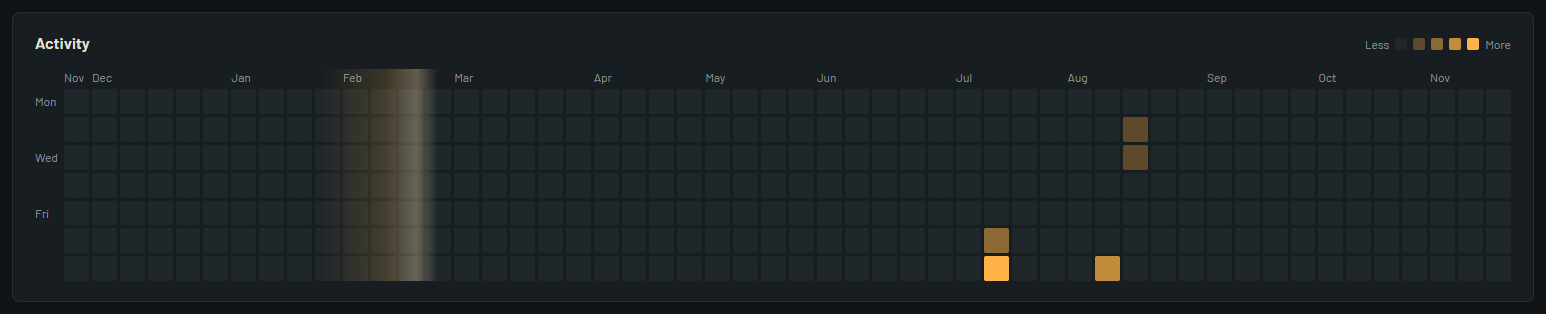 Activity
Less More
Nov Dec Jan Feb Mar Apr May Jun Jul Aug Sep Oct Nov
Mon
Wed
Fri